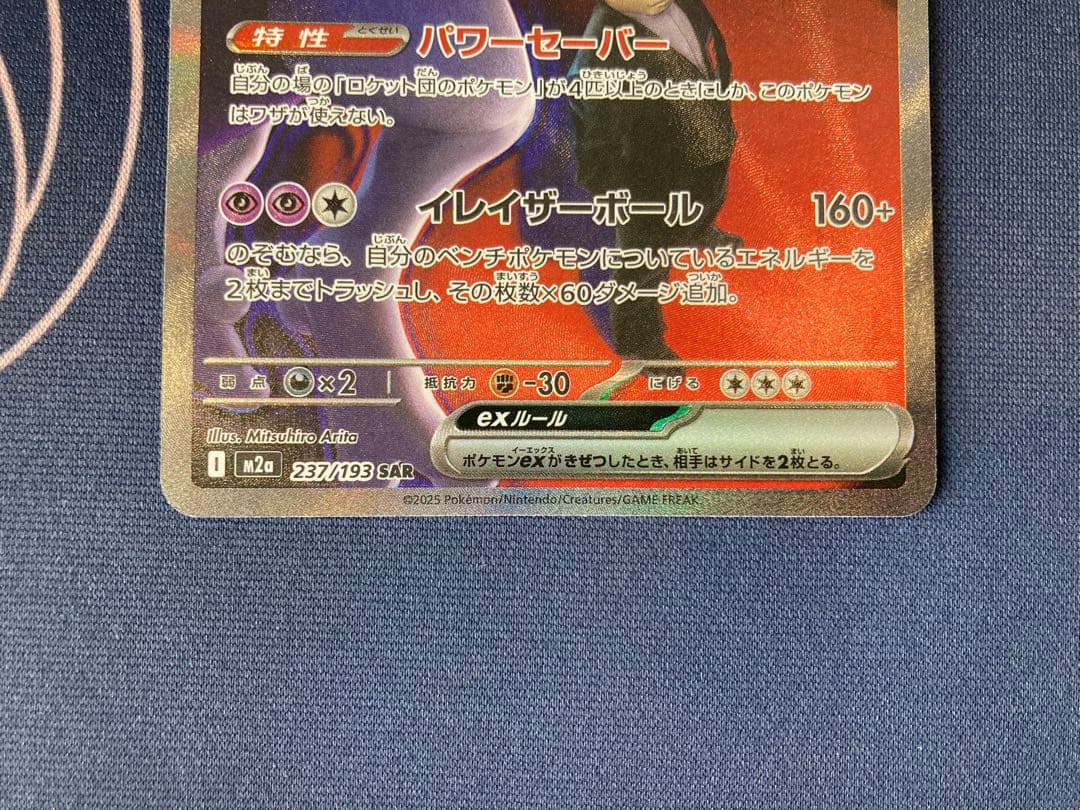 特性 とくせい パワーセーバー
自分の場の「ロケット団のポケモン」が4匹以上のときにしか、このポケモン
はワザが使えない。
イレイザーボール 160+
のぞむなら、自分のベンチポケモンについているエネルギーを
2枚までトラッシュし、その枚数×60ダメージ追加。
弱点 ×2 抵抗力 -30 にげる
exルール
ポケモンexがきぜつしたとき、相手はサイドを2枚とる。
Illus. Mitsuhiro Arita
I m2a 237/193 SAR
©2025 Pokémon/Nintendo/Creatures/GAME FREAK